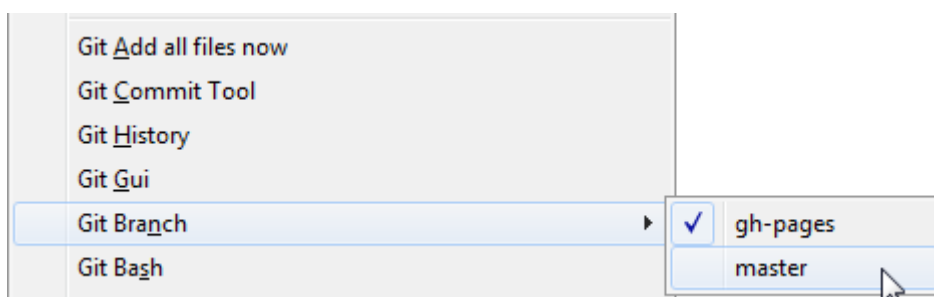 Git Add all files now
Git Commit Tool
Git History
Git Gui
Git Branch
gh-pages
Git Bash
master